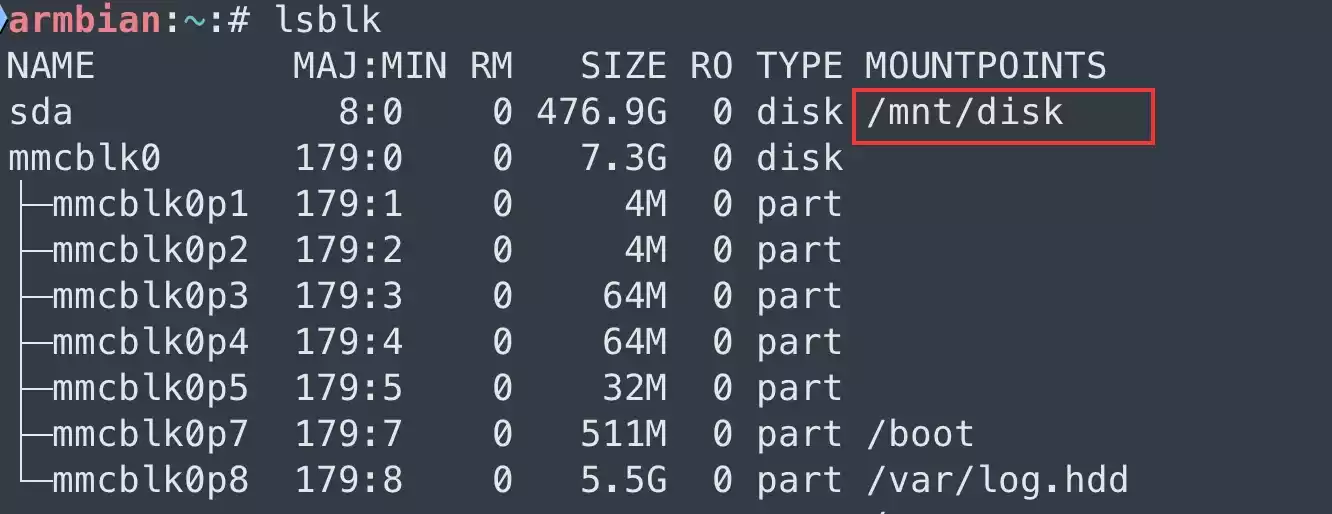 armbian:~:# lsblk
NAME MAJ:MIN RM SIZE RO TYPE MOUNTPOINTS
sda 8:0 0 476.9G 0 disk /mnt/disk
mmcblk0 179:0 0 7.3G 0 disk
├─mmcblk0p1 179:1 0 4M 0 part
├─mmcblk0p2 179:2 0 4M 0 part
├─mmcblk0p3 179:3 0 64M 0 part
├─mmcblk0p4 179:4 0 64M 0 part
├─mmcblk0p5 179:5 0 32M 0 part
├─mmcblk0p7 179:7 0 511M 0 part /boot
└─mmcblk0p8 179:8 0 5.5G 0 part /var/log.hdd